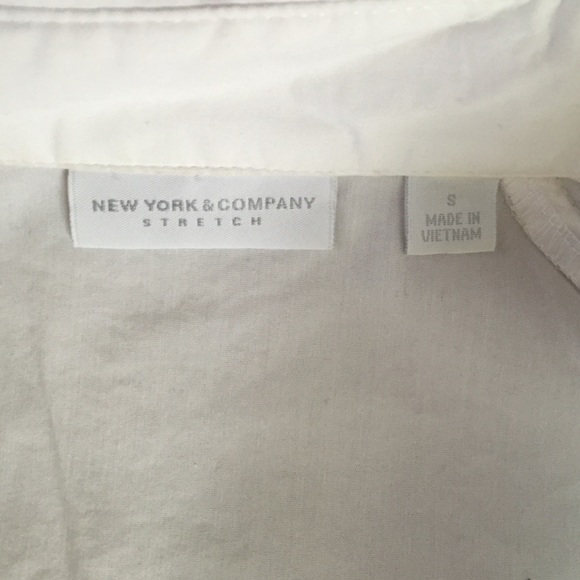 NEW YORK & COMPANY
STRETCH
S
MADE IN
VIETNAM